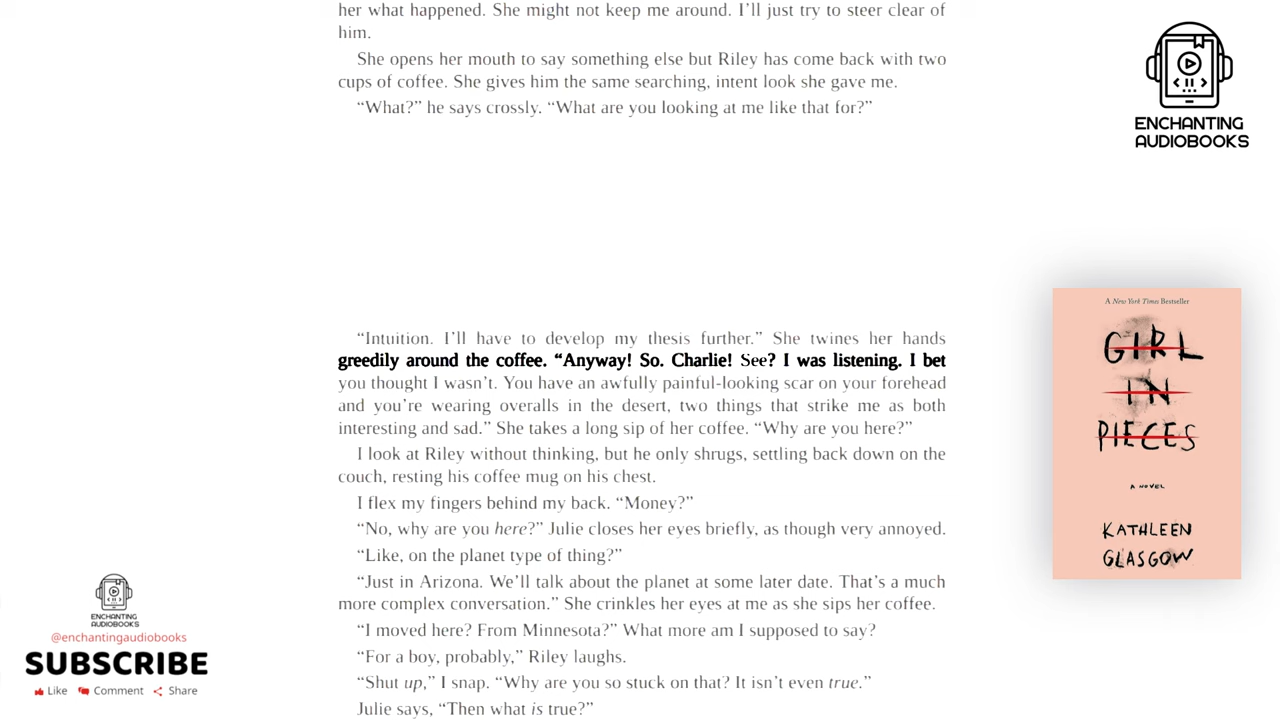 her what happened. She might not keep me around. I’ll just try to steer clear of
him.
She opens her mouth to say something else but Riley has come back with two
cups of coffee. She gives him the same searching, intent look she gave me.
“What?” he says crossly. “What are you looking at me like that for?”
“Intuition. I’ll have to develop my thesis further.” She twines her hands
greedily around the coffee. “Anyway! So. Charlie! See? I was listening. I bet
you thought I wasn’t. You have an awfully painful-looking scar on your forehead
and you’re wearing overalls in the desert, two things that strike me as both
interesting and sad.” She takes a long sip of her coffee. “Why are you here?”
I look at Riley without thinking, but he only shrugs, settling back down on the
couch, resting his coffee mug on his chest.
I flex my fingers behind my back. “Money?”
“No, why are you here?” Julie closes her eyes briefly, as though very annoyed.
“Like, on the planet type of thing?”
“Just in Arizona. We’ll talk about the planet at some later date. That’s a much
more complex conversation.” She crinkles her eyes at me as she sips her coffee.
“I moved here? From Minnesota?” What more am I supposed to say?
“For a boy, probably,” Riley laughs.
“Shut up,” I snap. “Why are you so stuck on that? It isn’t even true.”
Julie says, “Then what is true?”
ENCHANTING
AUDIOBOOKS
A New York Times Bestseller
GIRL
IN
PIECES
A NOVEL
KATHLEEN
GLASGOW
ENCHANTING
AUDIOBOOKS
@enchantingaudiobooks
SUBSCRIBE
Like Comment Share